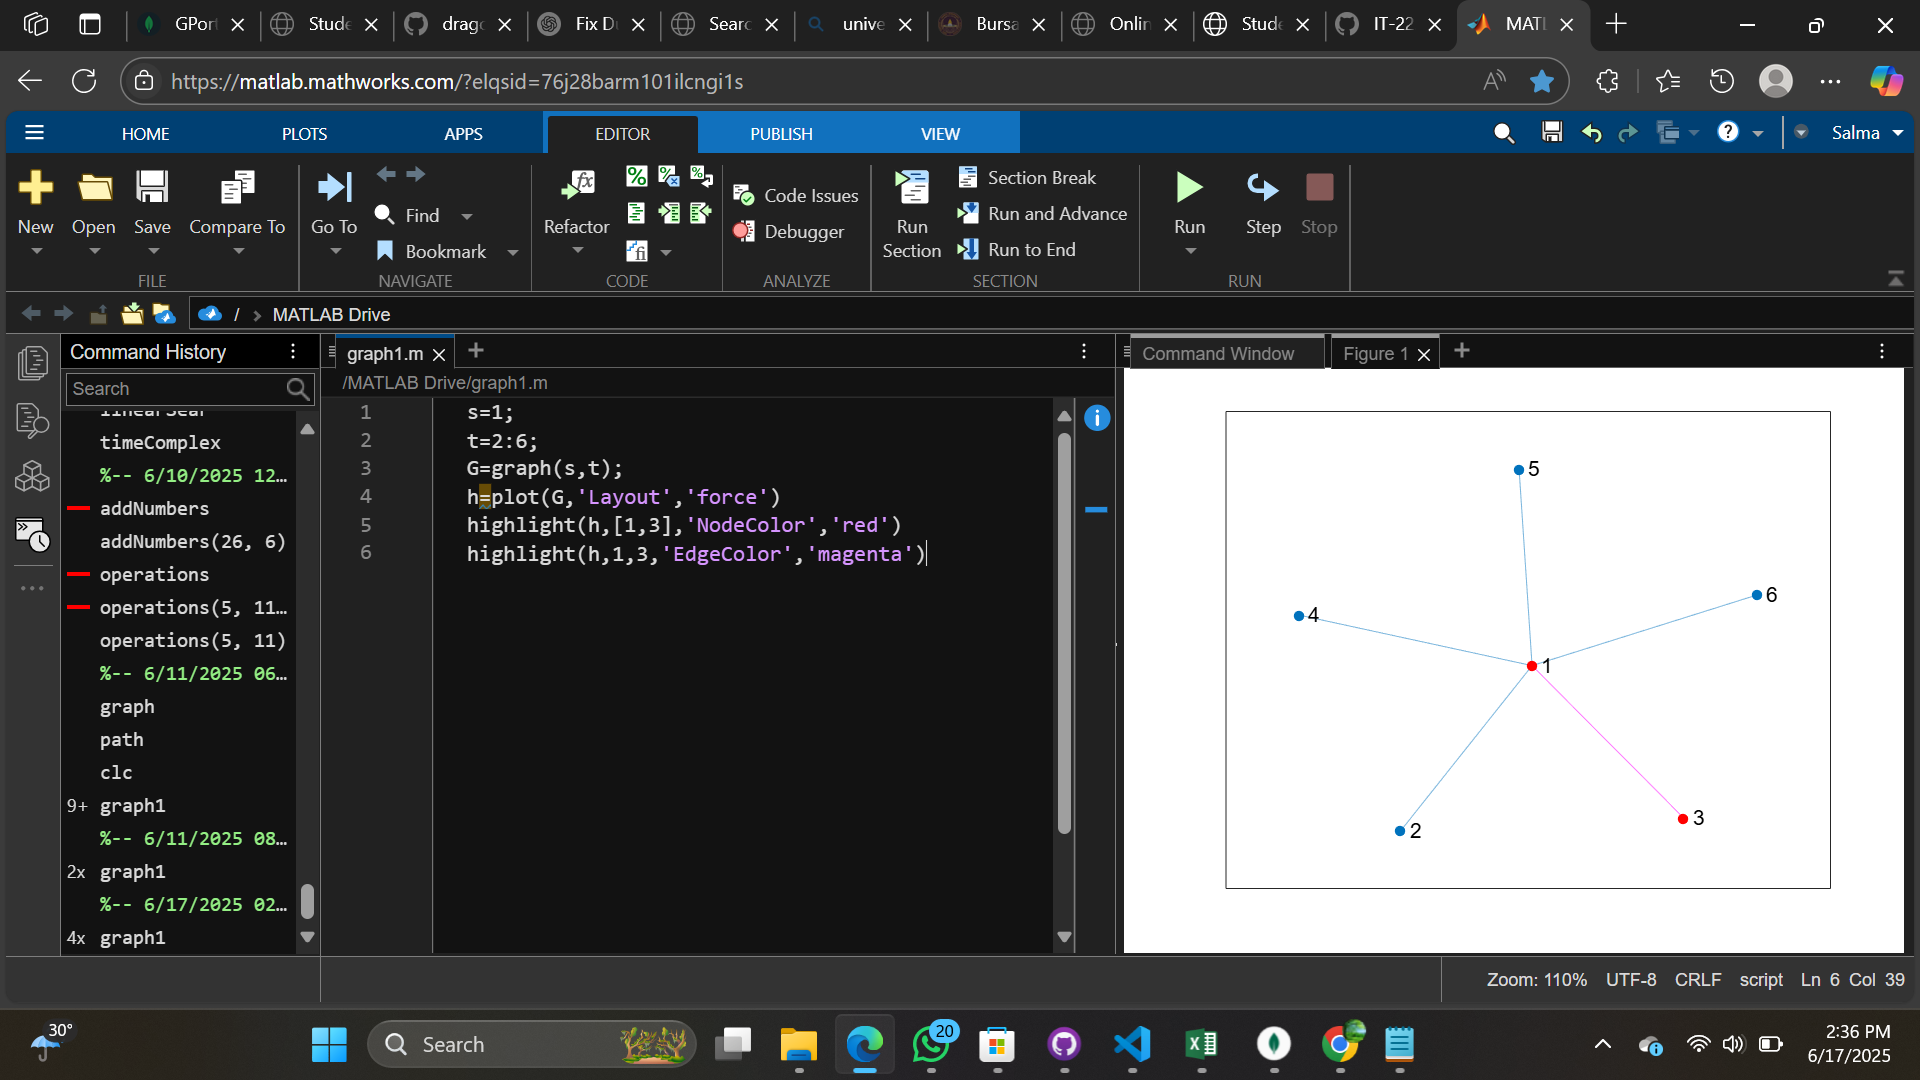 GPort
Stude
drago
Fix Du
Searc
unive
Bursa
Onlin
Stude
IT-22
MATL
https://matlab.mathworks.com/?elqsid=76j28barm101ilcngi1s
HOME PLOTS APPS EDITOR PUBLISH VIEW
Salma
New Open Save Compare To
FILE
Go To
Find
Bookmark
NAVIGATE
Refactor
CODE
Code Issues
Debugger
ANALYZE
Run Section
Section Break
Run and Advance
Run to End
SECTION
Run Step Stop
RUN
/ > MATLAB Drive
Command History
Search
timeComplex
%-- 6/10/2025 12...
addNumbers
addNumbers(26, 6)
operations
operations(5, 11...
operations(5, 11)
%-- 6/11/2025 06...
graph
path
clc
9+ graph1
%-- 6/11/2025 08...
2x graph1
%-- 6/17/2025 02...
4x graph1
graph1.m
/MATLAB Drive/graph1.m
1 s=1;
2 t=2:6;
3 G=graph(s,t);
4 h=plot(G,'Layout','force')
5 highlight(h,[1,3],'NodeColor','red')
6 highlight(h,1,3,'EdgeColor','magenta')
Command Window
Figure 1
5
6
4
1
3
2
Zoom: 110% UTF-8 CRLF script Ln 6 Col 39
30°
Search
20
2:36 PM
6/17/2025